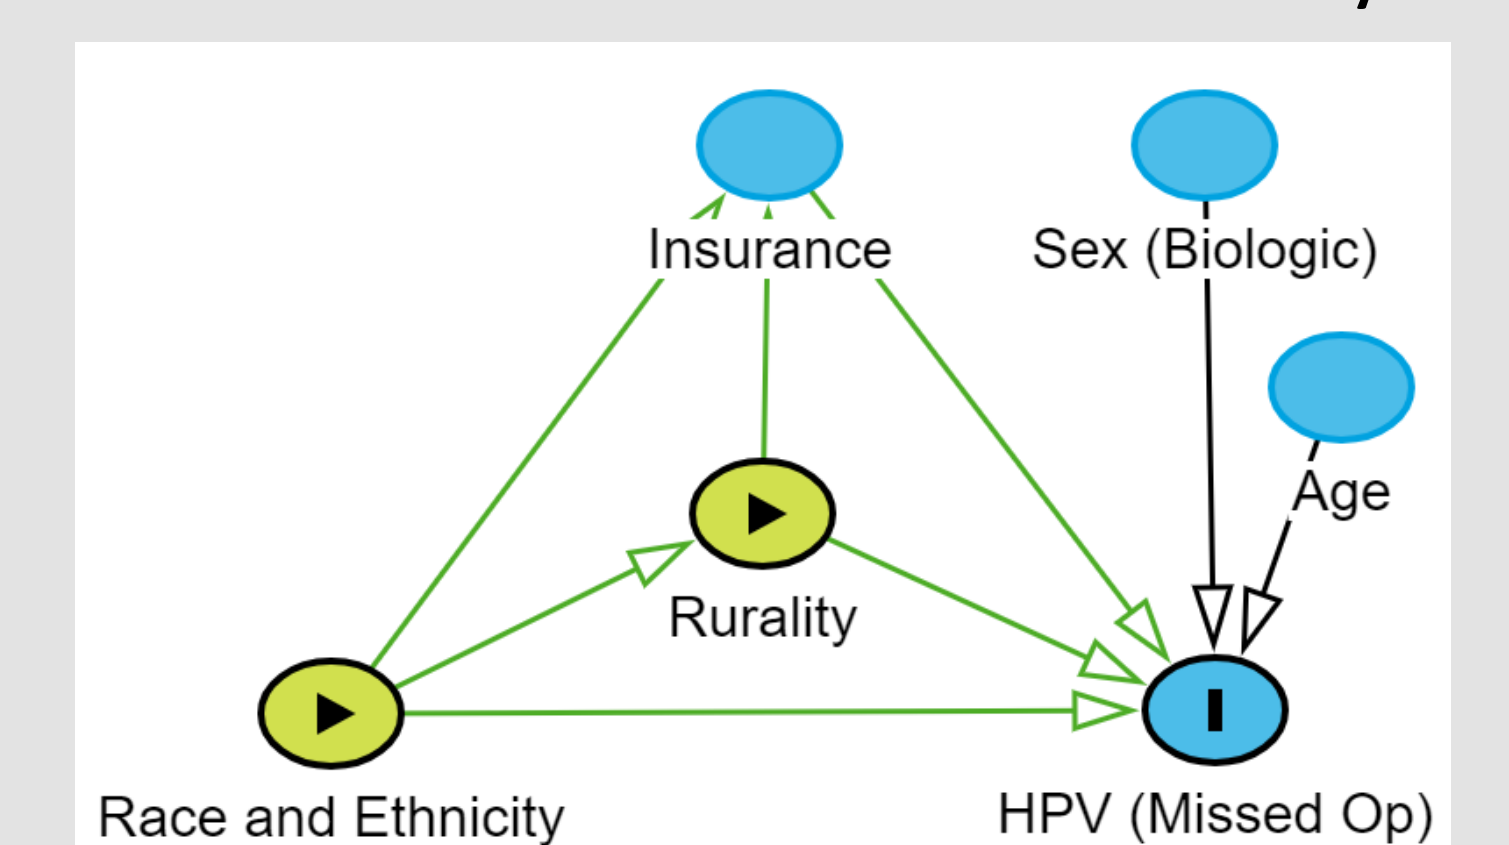 Insurance
Sex (Biologic)
Age
Rurality
Race and Ethnicity
HPV (Missed Op)